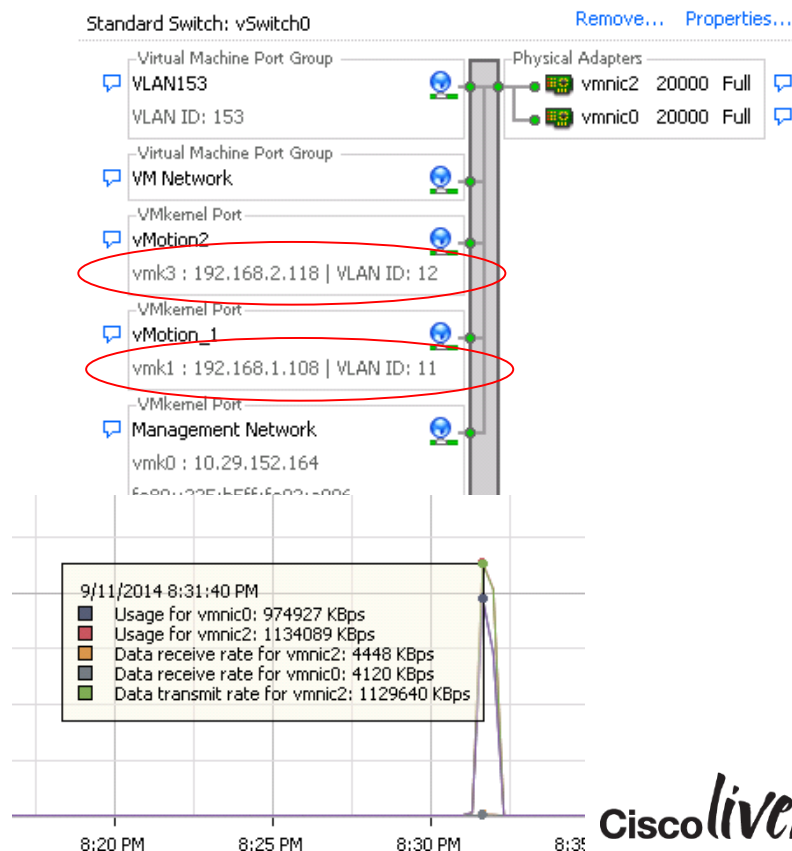 Standard Switch: vSwitch0
Remove... Properties...
Virtual Machine Port Group
VLAN153
VLAN ID: 153
Physical Adapters
vmnic2 20000 Full
vmnic0 20000 Full
Virtual Machine Port Group
VM Network
VMkernel Port
vMotion2
vmk3 : 192.168.2.118 | VLAN ID: 12
VMkernel Port
vMotion_1
vmk1 : 192.168.1.108 | VLAN ID: 11
VMkernel Port
Management Network
vmk0 : 10.29.152.164
9/11/2014 8:31:40 PM
Usage for vmnic0: 974927 KBps
Usage for vmnic2: 1134089 KBps
Data receive rate for vmnic2: 4448 KBps
Data receive rate for vmnic0: 4120 KBps
Data transmit rate for vmnic2: 1129640 KBps
8:20 PM
8:25 PM
8:30 PM
Cisco live!